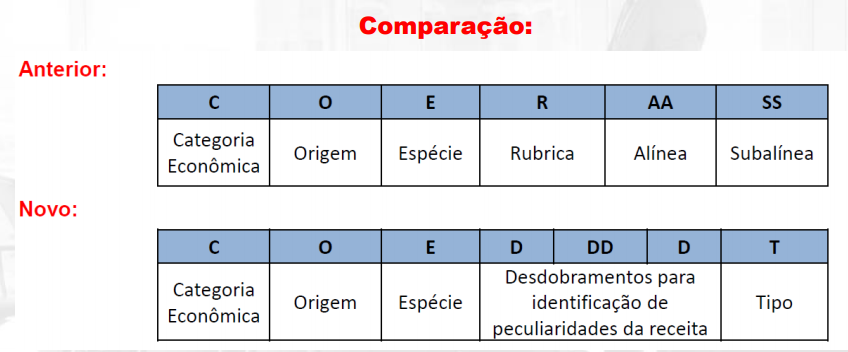 Comparação:
Anterior:
C O E R AA SS
Categoria Econômica Origem Espécie Rubrica Alínea Subalínea
Novo:
C O E D DD D T
Categoria Econômica Origem Espécie Desdobramentos para identificação de peculiaridades da receita Tipo